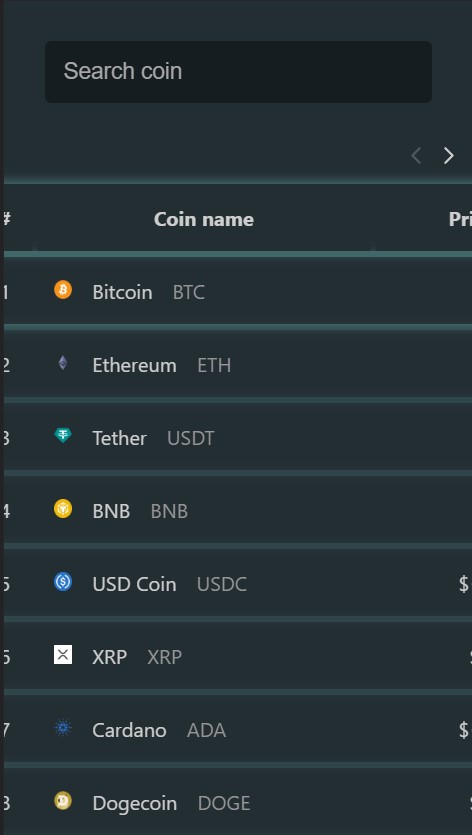 Search coin
# Coin name Pri
1 Bitcoin BTC
2 Ethereum ETH
3 Tether USDT
4 BNB BNB
5 USD Coin USDC $
6 XRP XRP
7 Cardano ADA $
8 Dogecoin DOGE